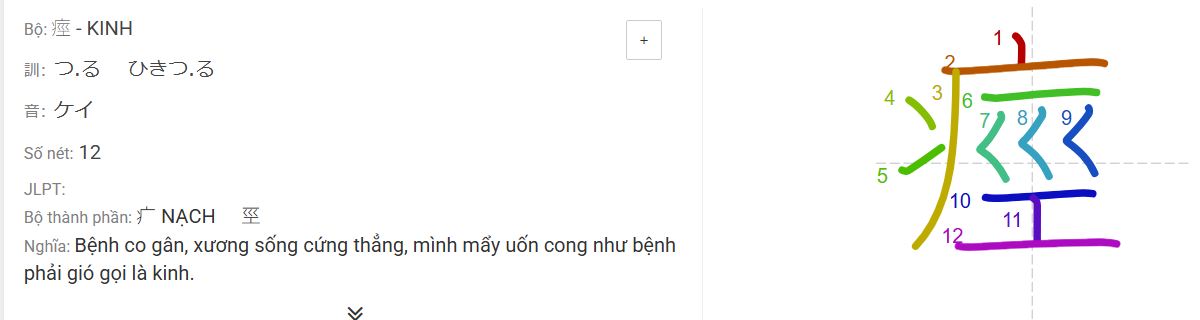 Bộ: 痙 - KINH
+
訓: つ.る ひきつ.る
音: ケイ
Số nét: 12
JLPT:
Bộ thành phần: 疒 NẠCH 巠
Nghĩa: Bệnh co gân, xương sống cứng thẳng, mình mẩy uốn cong như bệnh
phải gió gọi là kinh.
痙
1
2
3
4
5
6
7
8
9
10
11
12